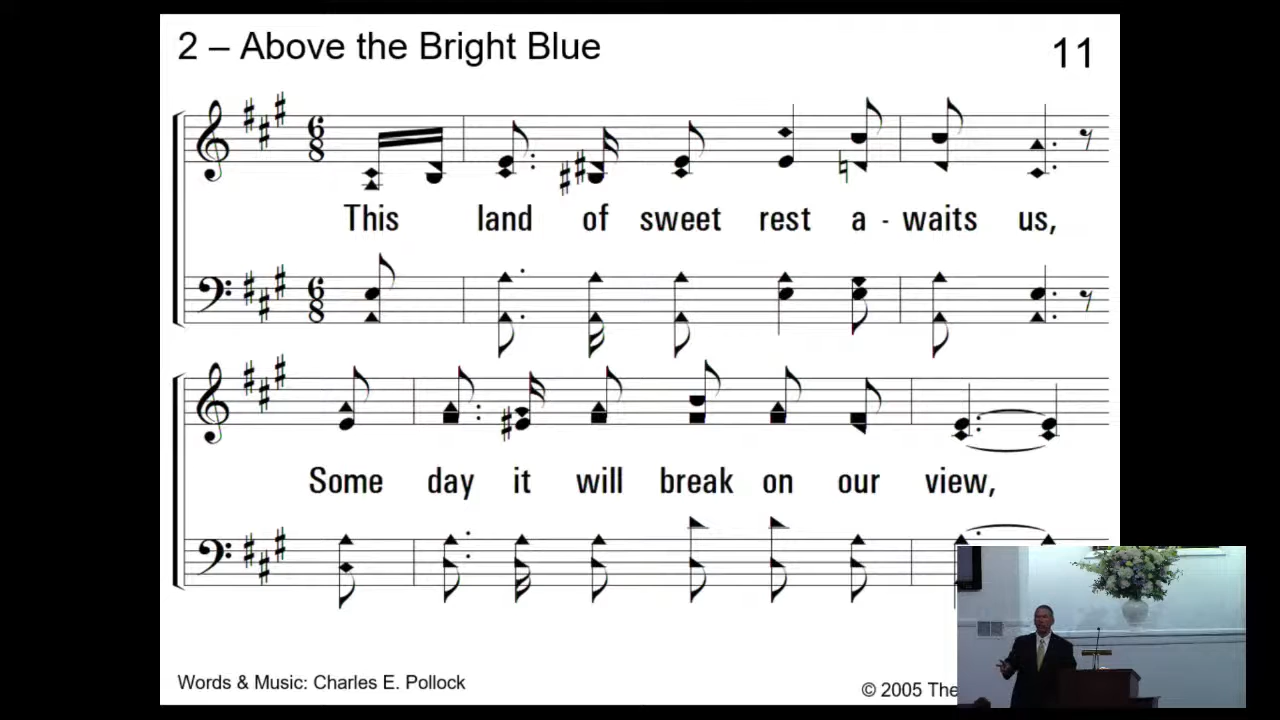 2 – Above the Bright Blue
11
This land of sweet rest a - waits us,
Some day it will break on our view,
Words & Music: Charles E. Pollock
© 2005 The